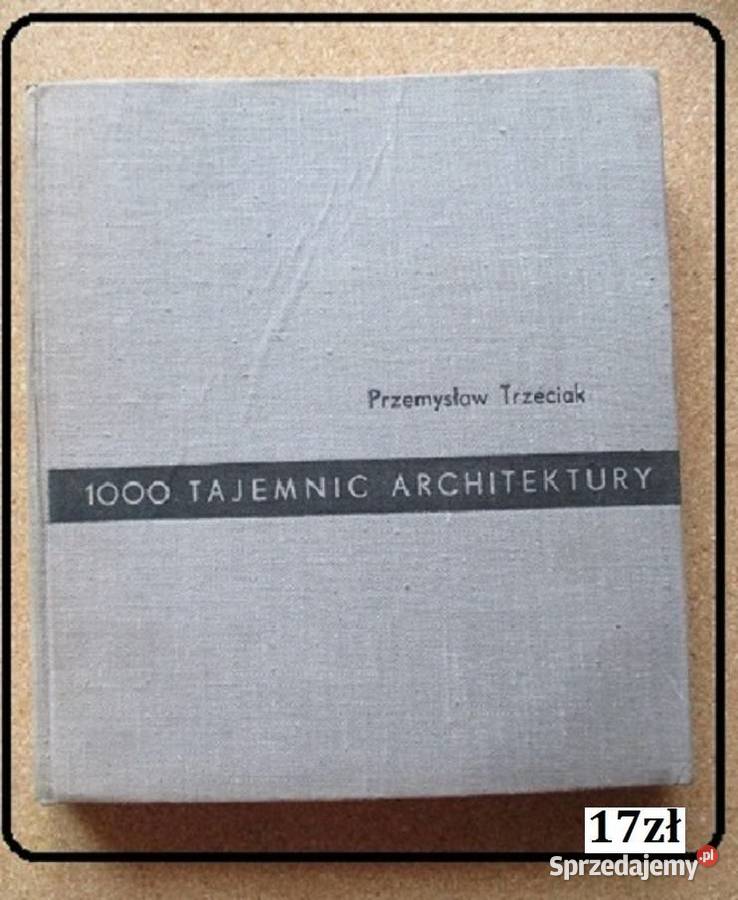 Przemysław Trzeciak
1000 TAJEMNIC ARCHITEKTURY
17zł
Sprzedajemy.pl